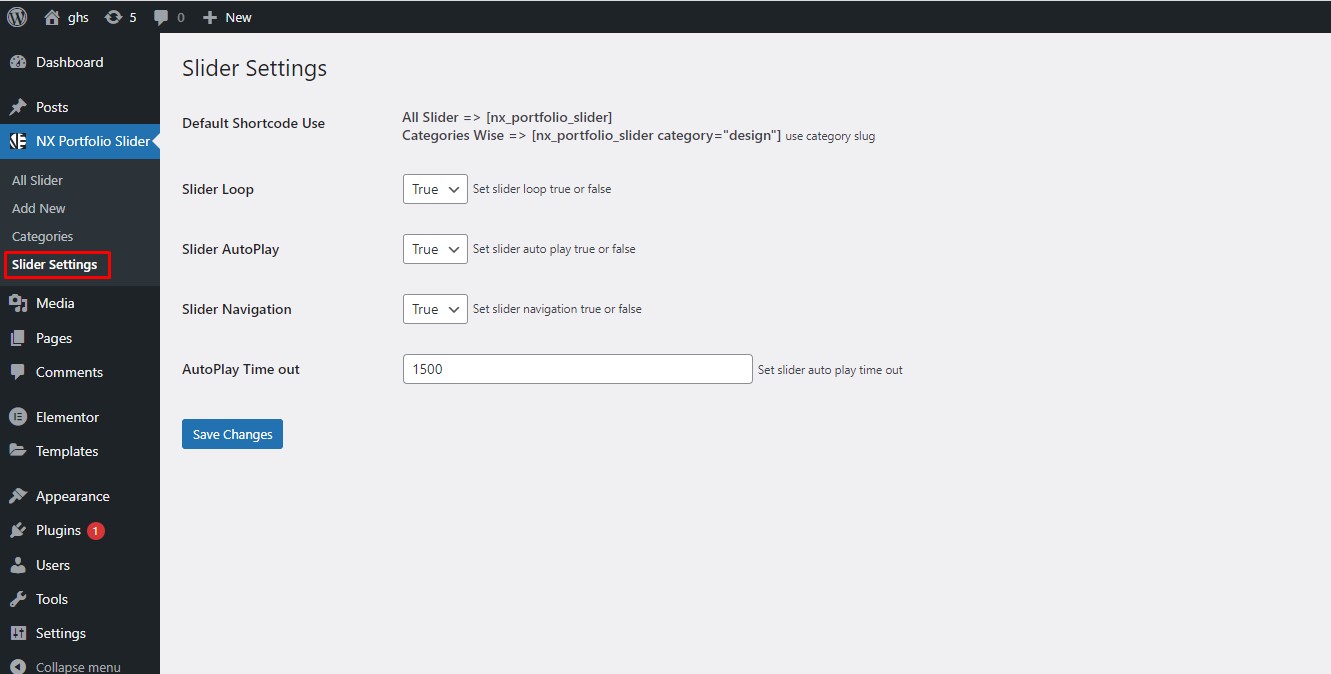 ghs 5 0 New
Dashboard
Posts
NX Portfolio Slider
All Slider
Add New
Categories
Slider Settings
Media
Pages
Comments
Elementor
Templates
Appearance
Plugins 1
Users
Tools
Settings
Collapse menu
Slider Settings
Default Shortcode Use
All Slider => [nx_portfolio_slider]
Categories Wise => [nx_portfolio_slider category="design"] use category slug
Slider Loop True Set slider loop true or false
Slider AutoPlay True Set slider auto play true or false
Slider Navigation True Set slider navigation true or false
AutoPlay Time out 1500 Set slider auto play time out
Save Changes